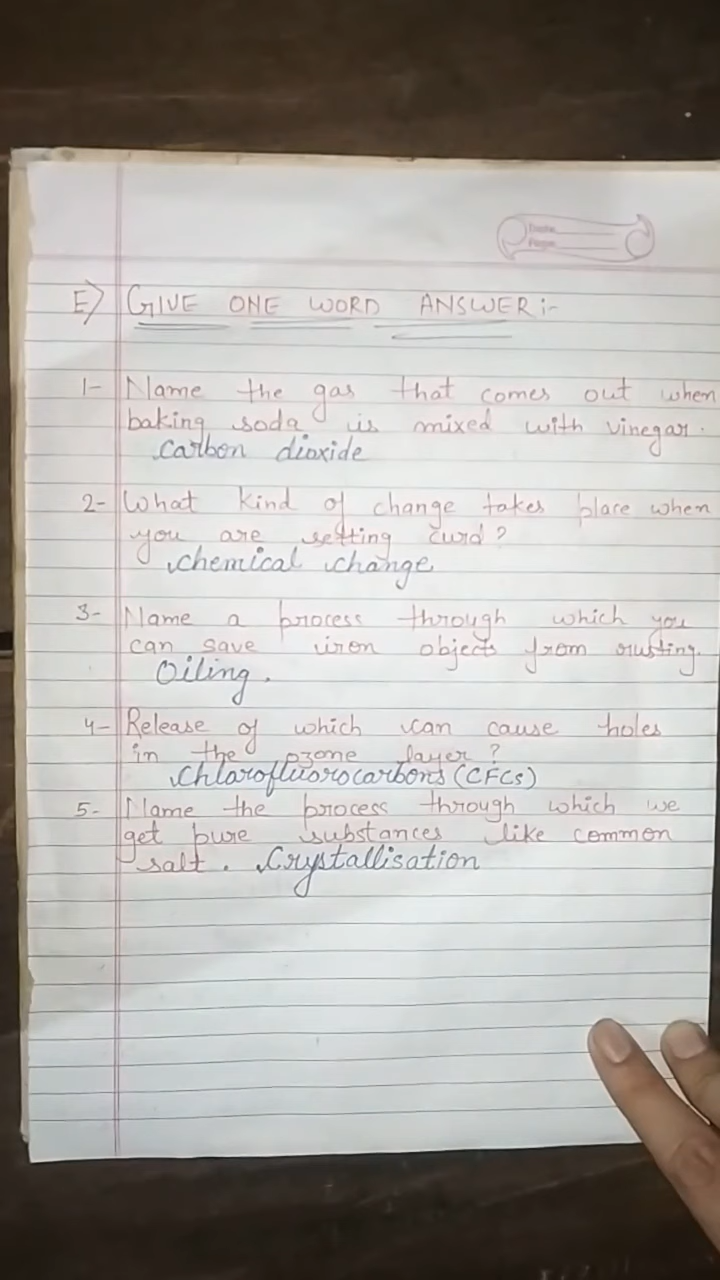 E) GIVE ONE WORD ANSWER :-
1- Name the gas that comes out when
baking soda is mixed with vinegar.
carbon dioxide
2- What kind of change takes place when
you are setting curd?
chemical change
3- Name a process through which you
can save iron objects from rusting.
Oiling.
4- Release of which can cause holes
in the ozone layer?
Chlarofluorocarbons (CFCs)
5- Name the process through which we
get pure substances like common
salt. Crystallisation